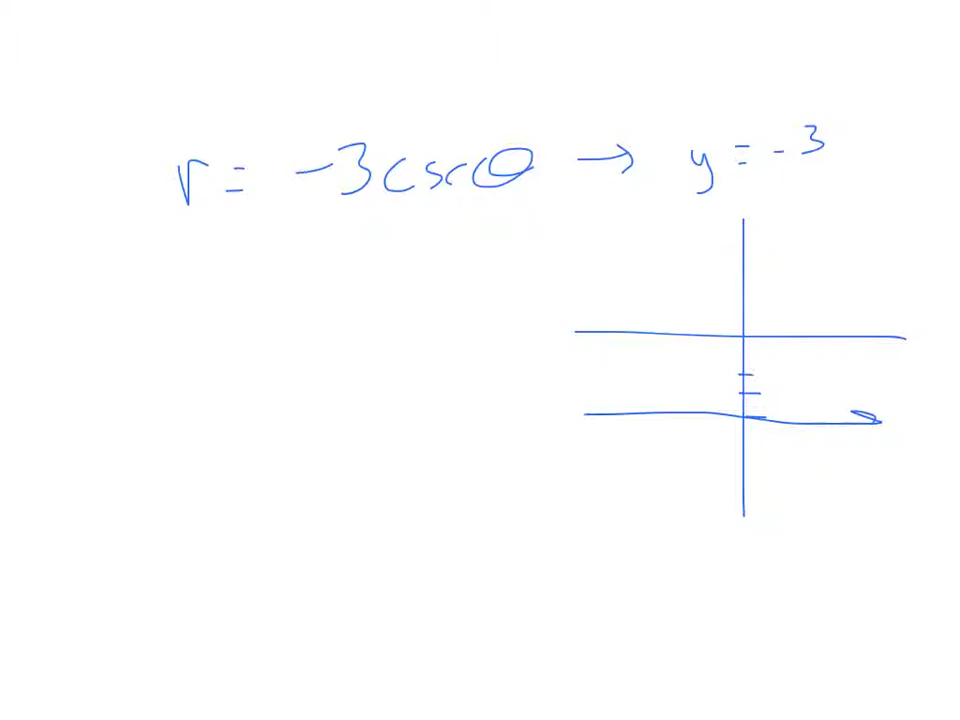 r = -3cscθ → y = -3